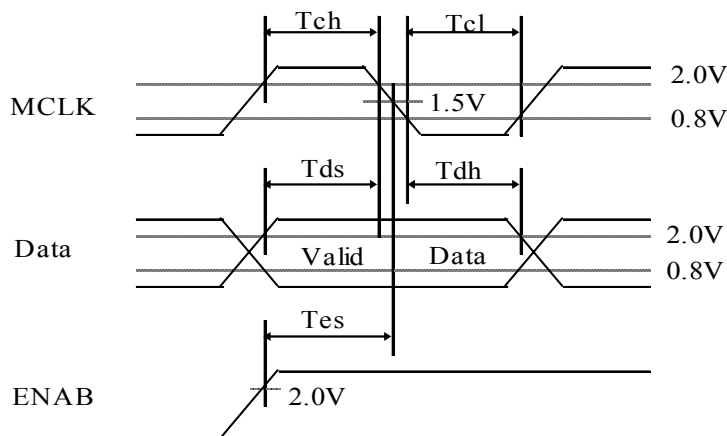 Tch Tcl
2.0V
MCLK 1.5V
0.8V
Tds Tdh
2.0V
Data Valid Data
0.8V
Tes
ENAB 2.0V